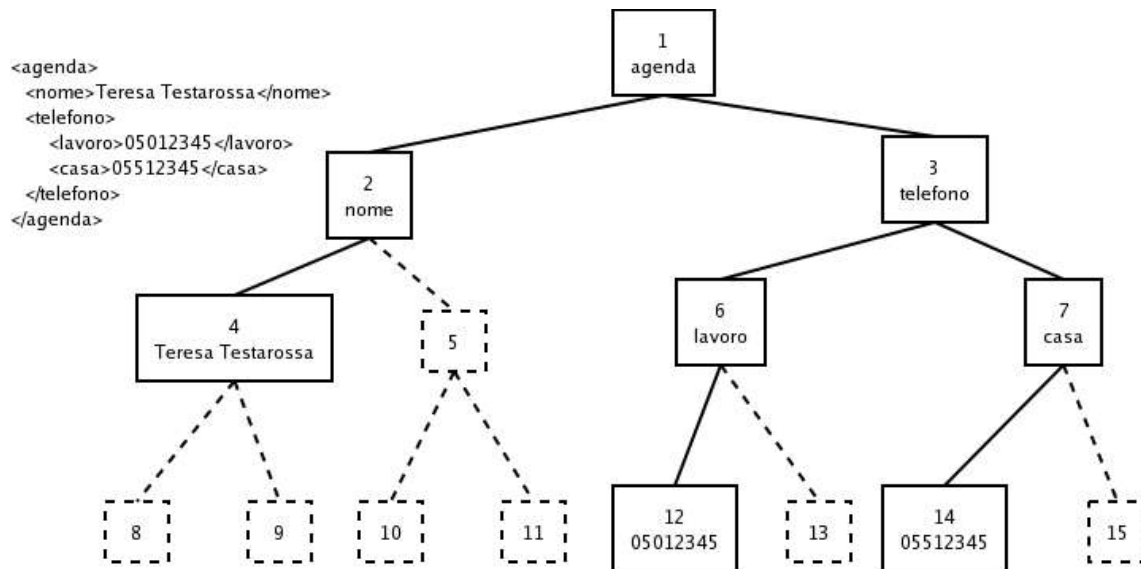 <agenda>
<nome>Teresa Testarossa</nome>
<telefono>
<lavoro>05012345</lavoro>
<casa>05512345</casa>
</telefono>
</agenda>
1
agenda
2
nome
3
telefono
4
Teresa Testarossa
5
6
lavoro
7
casa
8
9
10
11
12
05012345
13
14
05512345
15